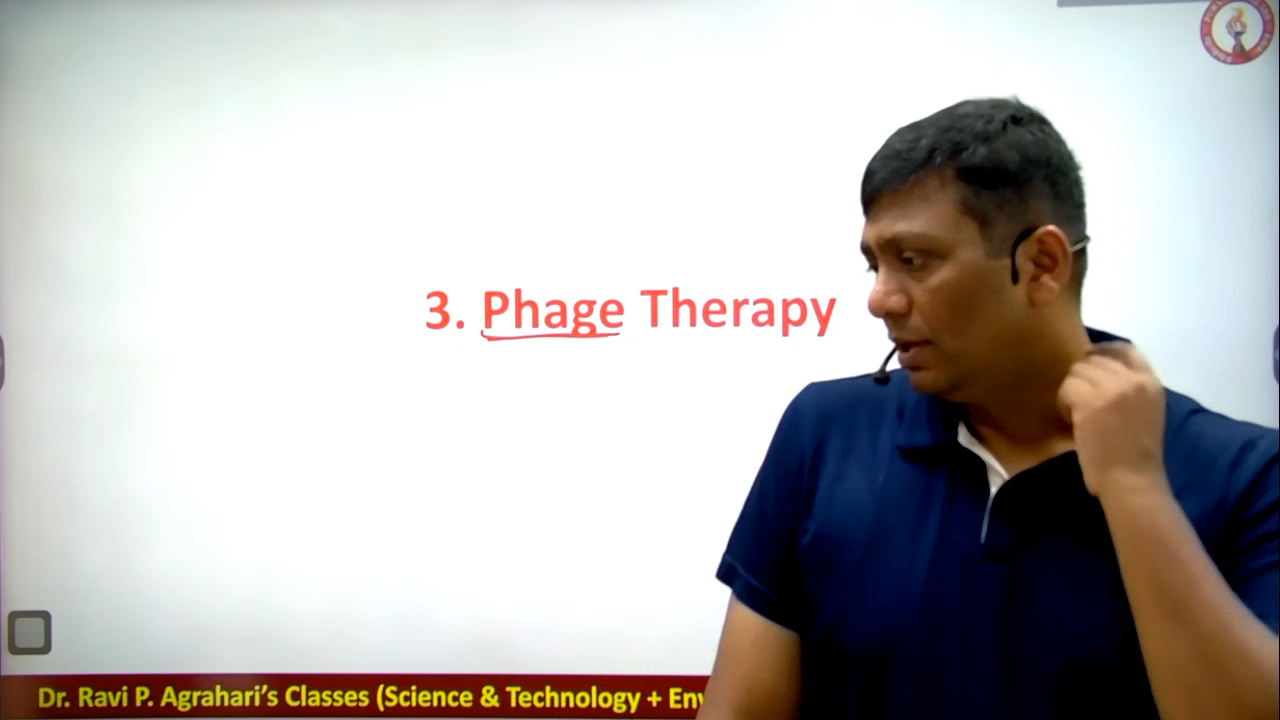 3. Phage Therapy
Dr. Ravi P. Agrahari’s Classes (Science & Technology + Env